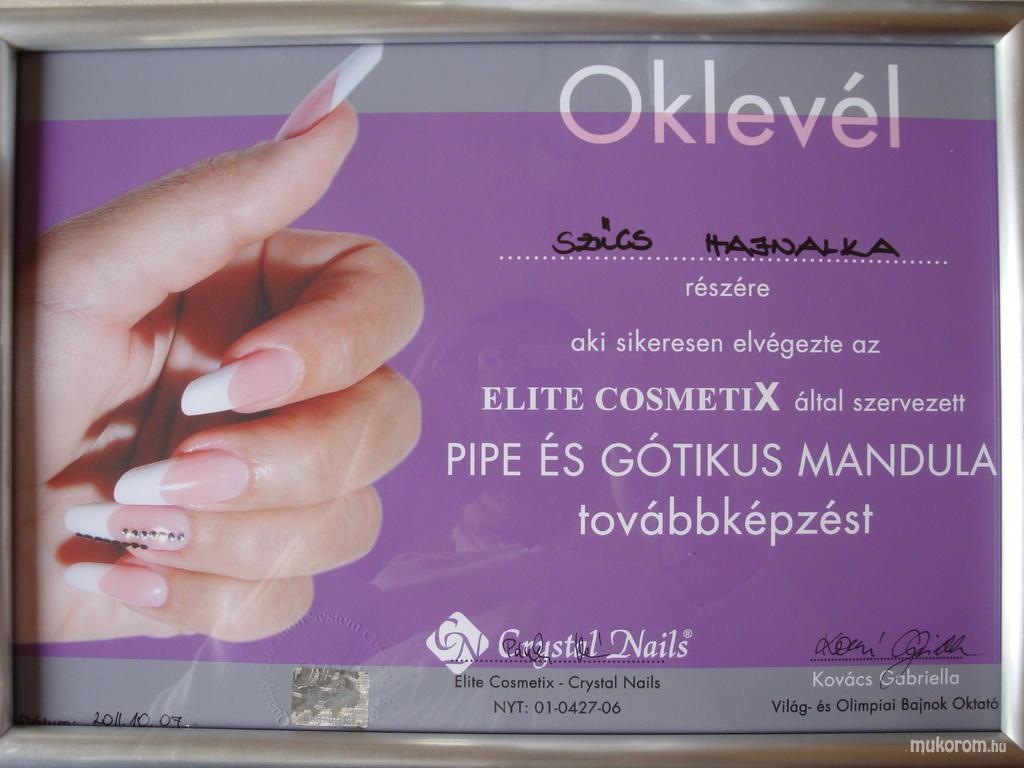 Oklevél
SZŰCS HAJNALKA
részére
aki sikeresen elvégezte az
ELITE COSMETIX által szervezett
PIPE ÉS GÓTIKUS MANDULA
továbbképzést
Crystal Nails®
Elite Cosmetix - Crystal Nails
NYT: 01-0427-06
Kovács Gabriella
Világ- és Olimpiai Bajnok Oktató
Dátum: 2011.10.07.
mukorom.hu